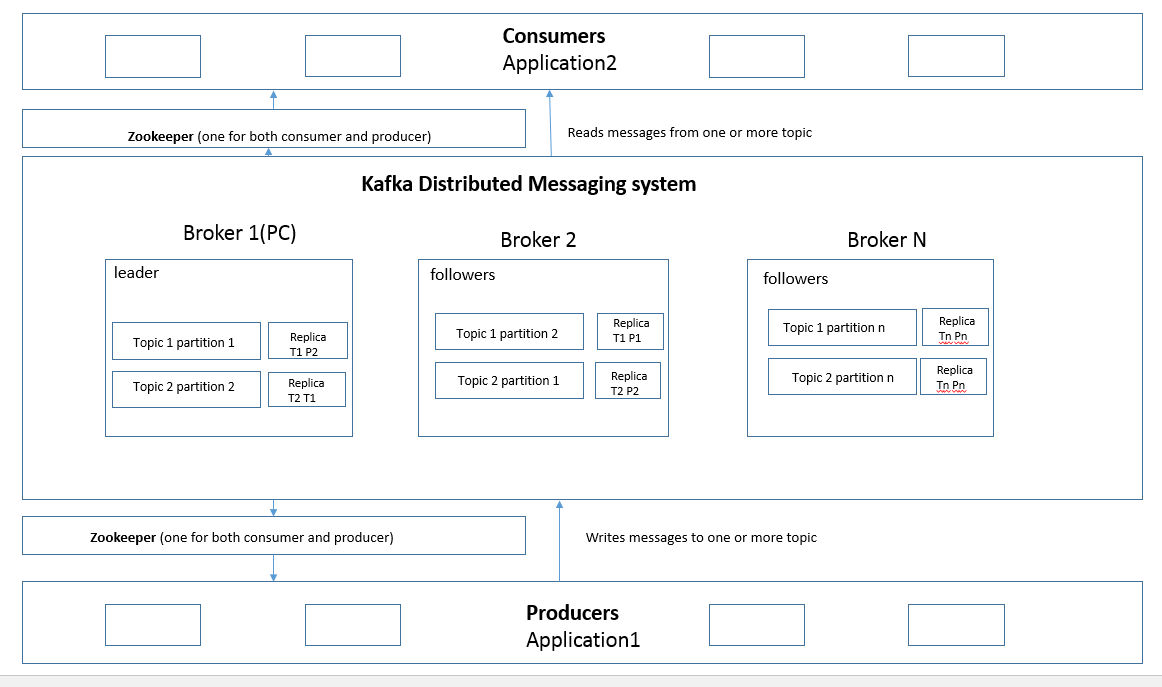 Consumers
Application2
Zookeeper (one for both consumer and producer)
Reads messages from one or more topic
Kafka Distributed Messaging system
Broker 1(PC)
Broker 2
Broker N
leader
followers
followers
Topic 1 partition 1
Replica
T1 P2
Topic 2 partition 2
Replica
T2 T1
Topic 1 partition 2
Replica
T1 P1
Topic 2 partition 1
Replica
T2 P2
Topic 1 partition n
Replica
Tn Pn
Topic 2 partition n
Replica
Tn Pn
Zookeeper (one for both consumer and producer)
Writes messages to one or more topic
Producers
Application1